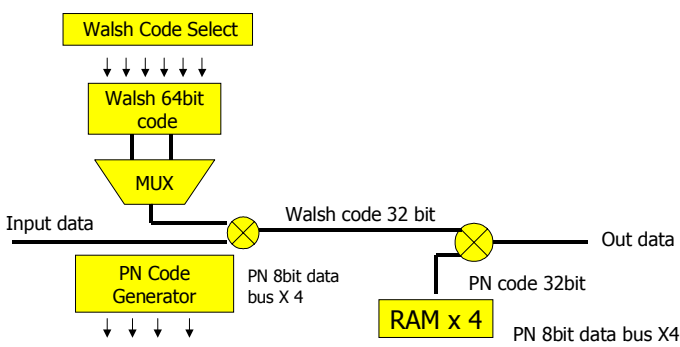 Walsh Code Select
Walsh 64bit
code
MUX
Input data
Walsh code 32 bit
Out data
PN Code
Generator
PN 8bit data
bus X 4
PN code 32bit
RAM x 4
PN 8bit data bus X4